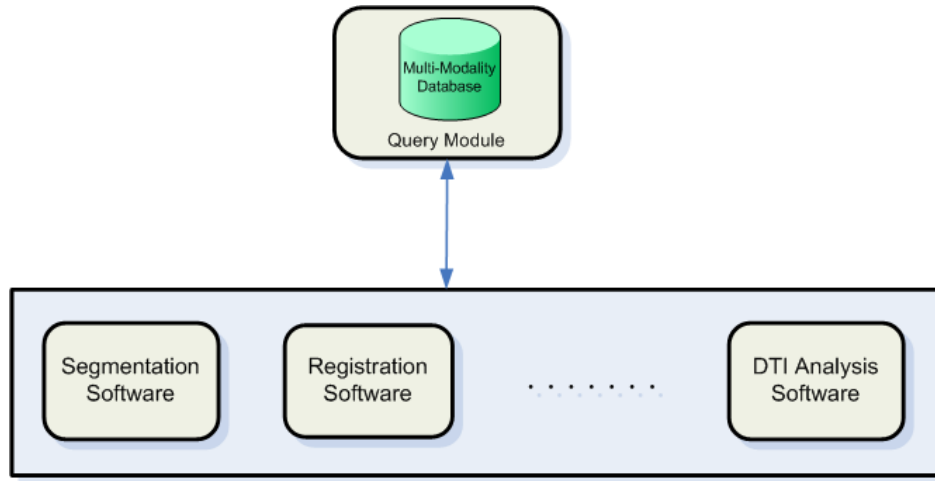 Multi-Modality
Database
Query Module
Segmentation
Software
Registration
Software
. . . . . . .
DTI Analysis
Software